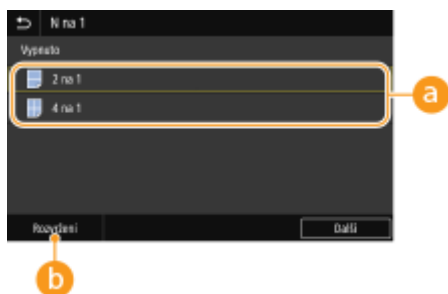 N na 1
Vypnuto
2 na 1
4 na 1
a
Rozvržení
Další
b